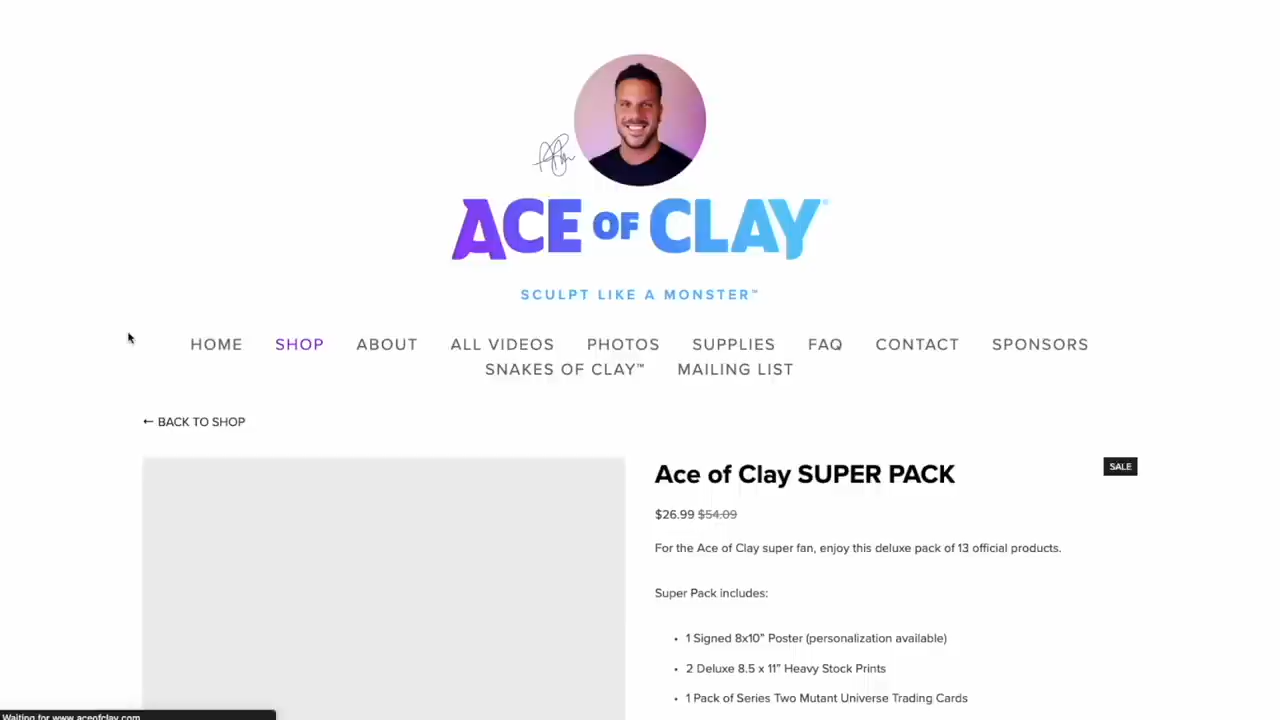 ACE OF CLAY
SCULPT LIKE A MONSTER™
HOME SHOP ABOUT ALL VIDEOS PHOTOS SUPPLIES FAQ CONTACT SPONSORS
SNAKES OF CLAY™ MAILING LIST
← BACK TO SHOP
Ace of Clay SUPER PACK
SALE
$26.99 $54.09
For the Ace of Clay super fan, enjoy this deluxe pack of 13 official products.
Super Pack includes:
• 1 Signed 8x10” Poster (personalization available)
• 2 Deluxe 8.5 x 11” Heavy Stock Prints
• 1 Pack of Series Two Mutant Universe Trading Cards
Waiting for www.aceofclay.com